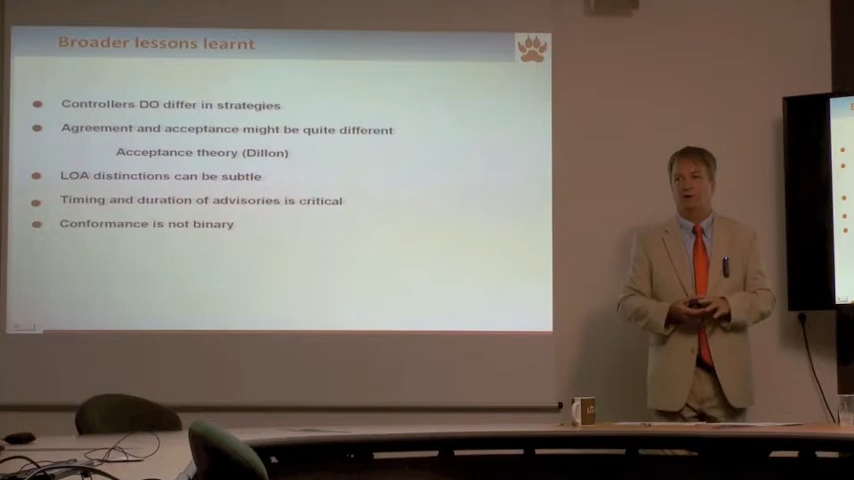 Broader lessons learnt
Controllers DO differ in strategies
Agreement and acceptance might be quite different
Acceptance theory (Dillon)
LOA distinctions can be subtle
Timing and duration of advisories is critical
Conformance is not binary